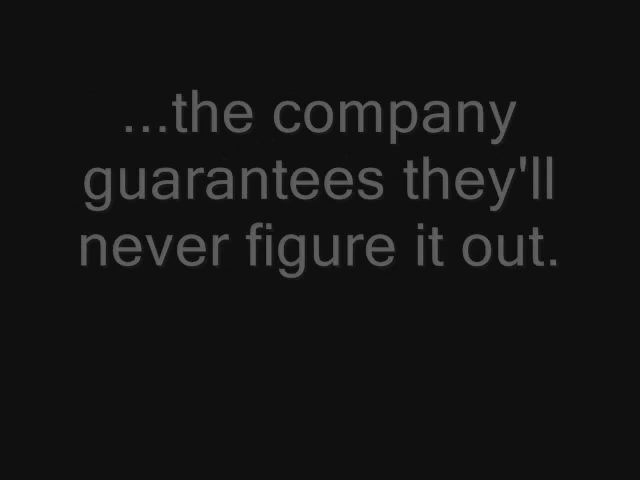 ...the company
guarantees they'll
never figure it out.